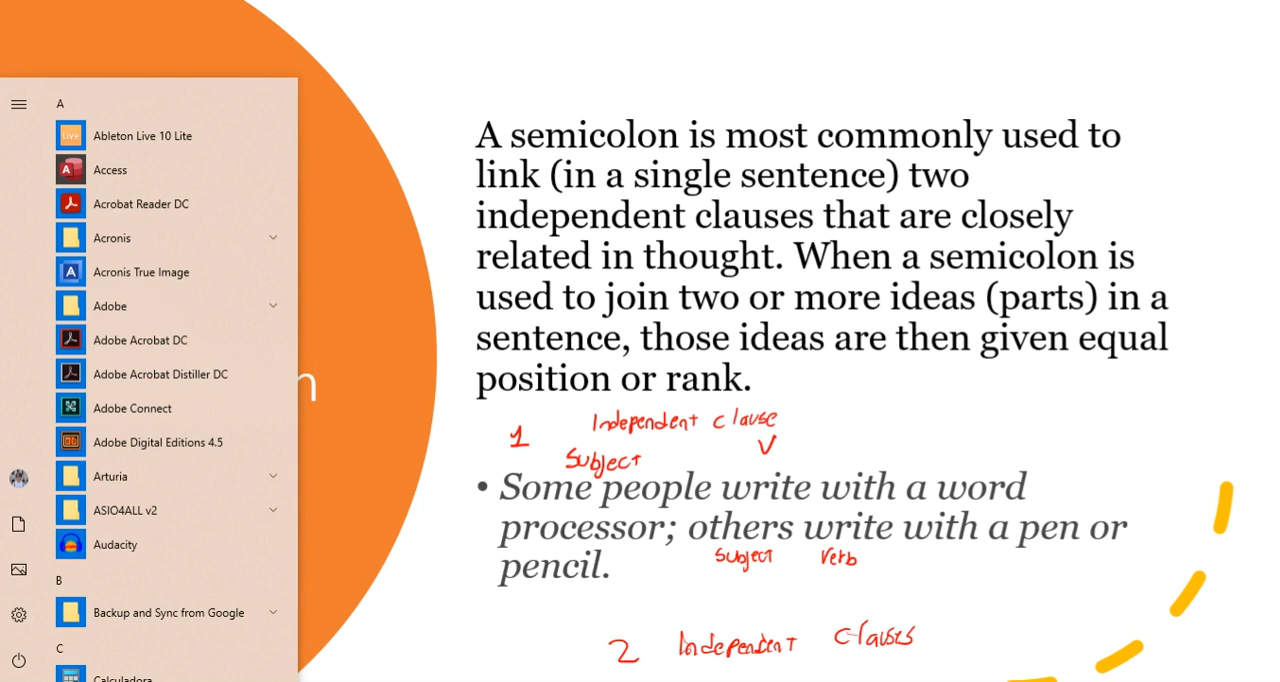 A
Ableton Live 10 Lite
Access
Acrobat Reader DC
Acronis
Acronis True Image
Adobe
Adobe Acrobat DC
Adobe Acrobat Distiller DC
Adobe Connect
Adobe Digital Editions 4.5
Arturia
ASIO4ALL v2
Audacity
B
Backup and Sync from Google
C
Calculadora
n
A semicolon is most commonly used to
link (in a single sentence) two
independent clauses that are closely
related in thought. When a semicolon is
used to join two or more ideas (parts) in a
sentence, those ideas are then given equal
position or rank.
1 Independent clause
Subject V
• Some people write with a word
processor; others write with a pen or
Subject Verb
pencil.
2 Independent clauses